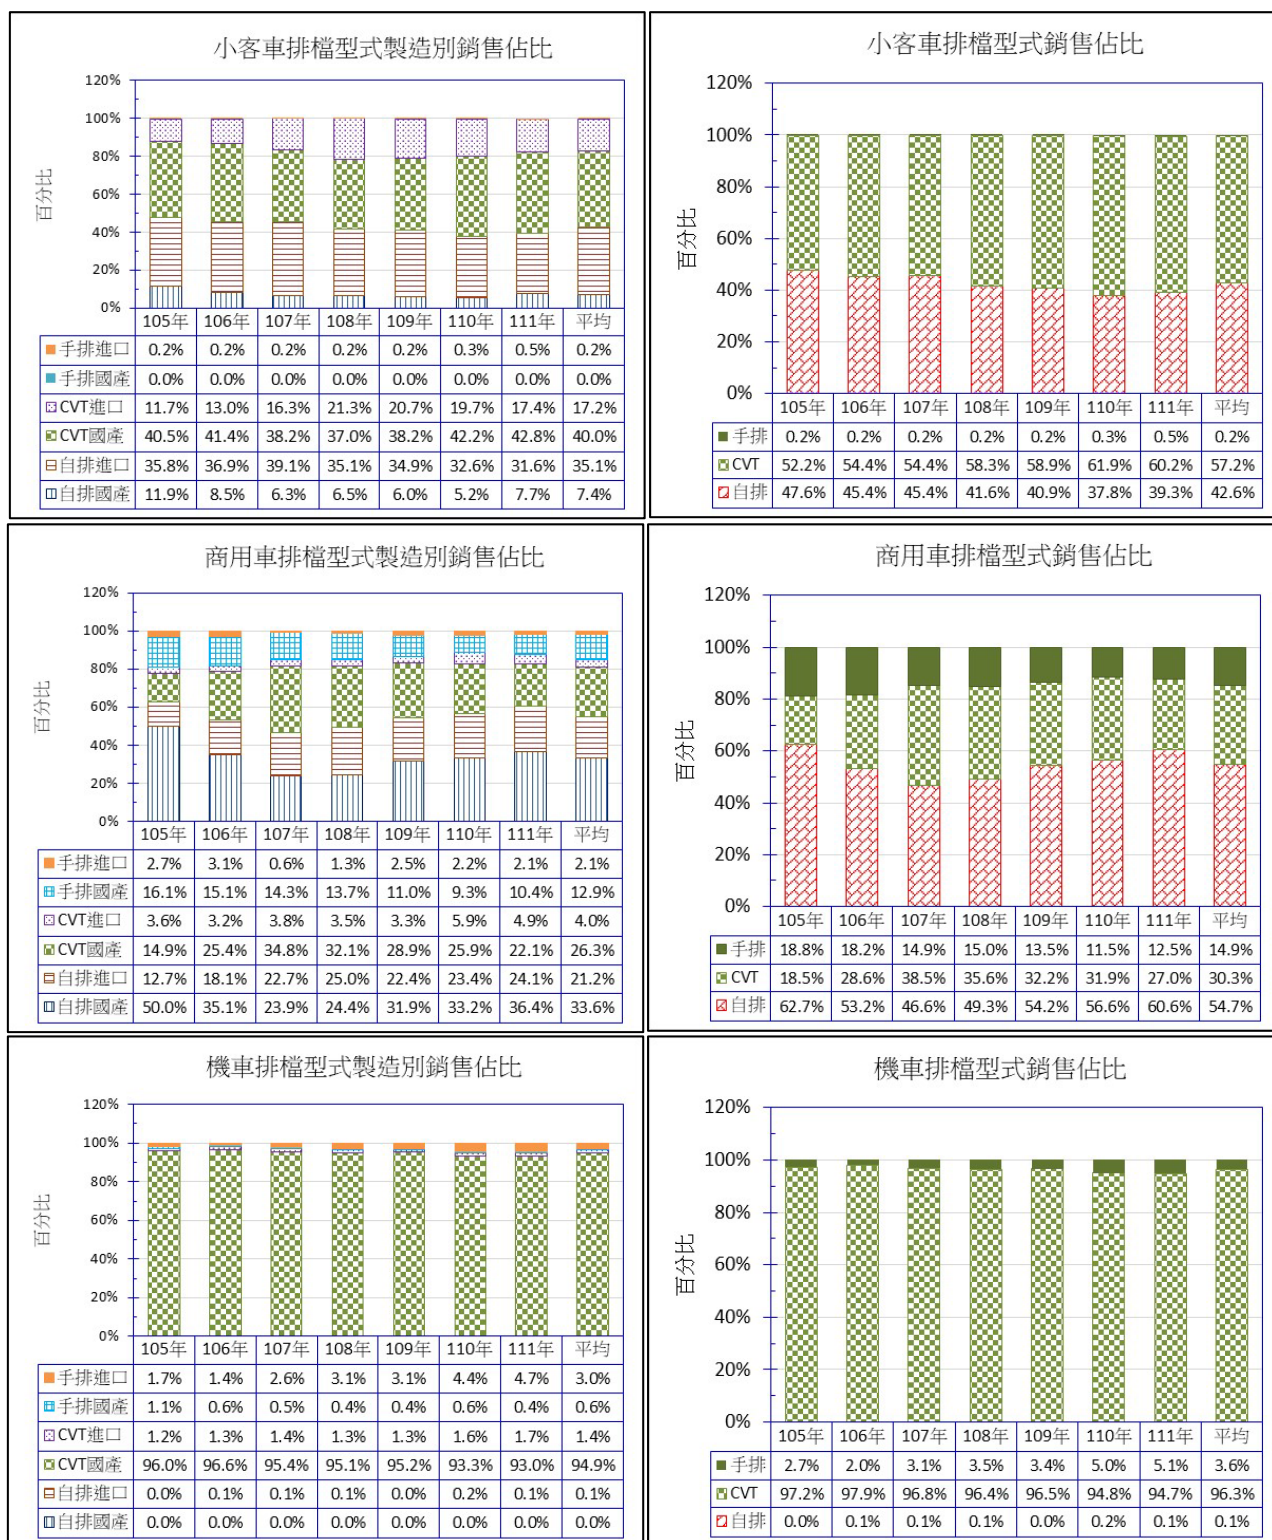 小客車排檔型式製造別銷售佔比
百分比
120%
100%
80%
60%
40%
20%
0%
105年 106年 107年 108年 109年 110年 111年 平均
手排進口 0.2% 0.2% 0.2% 0.2% 0.2% 0.3% 0.5% 0.2%
手排國產 0.0% 0.0% 0.0% 0.0% 0.0% 0.0% 0.0% 0.0%
CVT進口 11.7% 13.0% 16.3% 21.3% 20.7% 19.7% 17.4% 17.2%
CVT國產 40.5% 41.4% 38.2% 37.0% 38.2% 42.2% 42.8% 40.0%
自排進口 35.8% 36.9% 39.1% 35.1% 34.9% 32.6% 31.6% 35.1%
自排國產 11.9% 8.5% 6.3% 6.5% 6.0% 5.2% 7.7% 7.4%
小客車排檔型式銷售佔比
百分比
120%
100%
80%
60%
40%
20%
0%
105年 106年 107年 108年 109年 110年 111年 平均
手排 0.2% 0.2% 0.2% 0.2% 0.2% 0.3% 0.5% 0.2%
CVT 52.2% 54.4% 54.4% 58.3% 58.9% 61.9% 60.2% 57.2%
自排 47.6% 45.4% 45.4% 41.6% 40.9% 37.8% 39.3% 42.6%
商用車排檔型式製造別銷售佔比
百分比
120%
100%
80%
60%
40%
20%
0%
105年 106年 107年 108年 109年 110年 111年 平均
手排進口 2.7% 3.1% 0.6% 1.3% 2.5% 2.2% 2.1% 2.1%
手排國產 16.1% 15.1% 14.3% 13.7% 11.0% 9.3% 10.4% 12.9%
CVT進口 3.6% 3.2% 3.8% 3.5% 3.3% 5.9% 4.9% 4.0%
CVT國產 14.9% 25.4% 34.8% 32.1% 28.9% 25.9% 22.1% 26.3%
自排進口 12.7% 18.1% 22.7% 25.0% 22.4% 23.4% 24.1% 21.2%
自排國產 50.0% 35.1% 23.9% 24.4% 31.9% 33.2% 36.4% 33.6%
商用車排檔型式銷售佔比
百分比
120%
100%
80%
60%
40%
20%
0%
105年 106年 107年 108年 109年 110年 111年 平均
手排 18.8% 18.2% 14.9% 15.0% 13.5% 11.5% 12.5% 14.9%
CVT 18.5% 28.6% 38.5% 35.6% 32.2% 31.9% 27.0% 30.3%
自排 62.7% 53.2% 46.6% 49.3% 54.2% 56.6% 60.6% 54.7%
機車排檔型式製造別銷售佔比
百分比
120%
100%
80%
60%
40%
20%
0%
105年 106年 107年 108年 109年 110年 111年 平均
手排進口 1.7% 1.4% 2.6% 3.1% 3.1% 4.4% 4.7% 3.0%
手排國產 1.1% 0.6% 0.5% 0.4% 0.4% 0.6% 0.4% 0.6%
CVT進口 1.2% 1.3% 1.4% 1.3% 1.3% 1.6% 1.7% 1.4%
CVT國產 96.0% 96.6% 95.4% 95.1% 95.2% 93.3% 93.0% 94.9%
自排進口 0.0% 0.1% 0.1% 0.1% 0.0% 0.2% 0.1% 0.1%
自排國產 0.0% 0.0% 0.0% 0.0% 0.0% 0.0% 0.0% 0.0%
機車排檔型式銷售佔比
百分比
120%
100%
80%
60%
40%
20%
0%
105年 106年 107年 108年 109年 110年 111年 平均
手排 2.7% 2.0% 3.1% 3.5% 3.4% 5.0% 5.1% 3.6%
CVT 97.2% 97.9% 96.8% 96.4% 96.5% 94.8% 94.7% 96.3%
自排 0.0% 0.1% 0.1% 0.1% 0.0% 0.2% 0.1% 0.1%